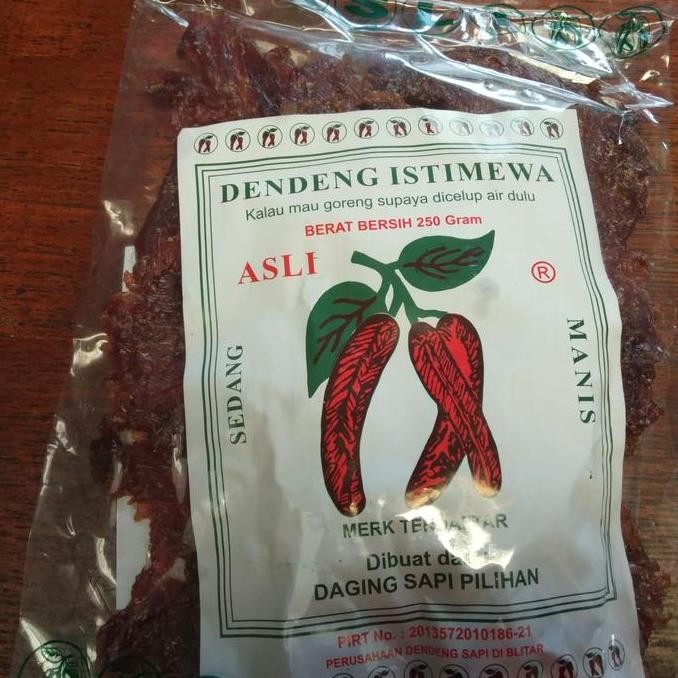 DENDENG ISTIMEWA
Kalau mau goreng supaya dicelup air dulu
BERAT BERSIH 250 Gram
ASLI
®
SEDANG
MANIS
MERK
Dibuat
DAGING SAPI PILIHAN
PIRT No. : 2013572010186-21
PERUSAHAAN DENDENG SAPI DI BLITAR